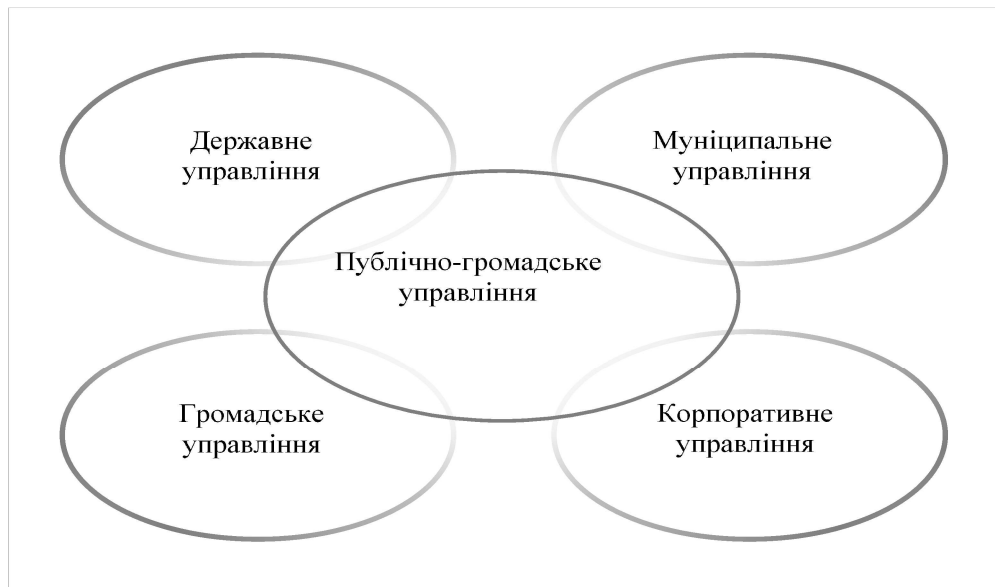 Державне
управління
Муніципальне
управління
Публічно-громадське
управління
Громадське
управління
Корпоративне
управління